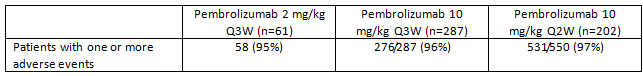 Pembrolizumab 2 mg/kg Q3W (n=61)
Pembrolizumab 10 mg/kg Q3W (n=287)
Pembrolizumab 10 mg/kg Q2W (n=202)
Patients with one or more adverse events
58 (95%)
276/287 (96%)
531/550 (97%)